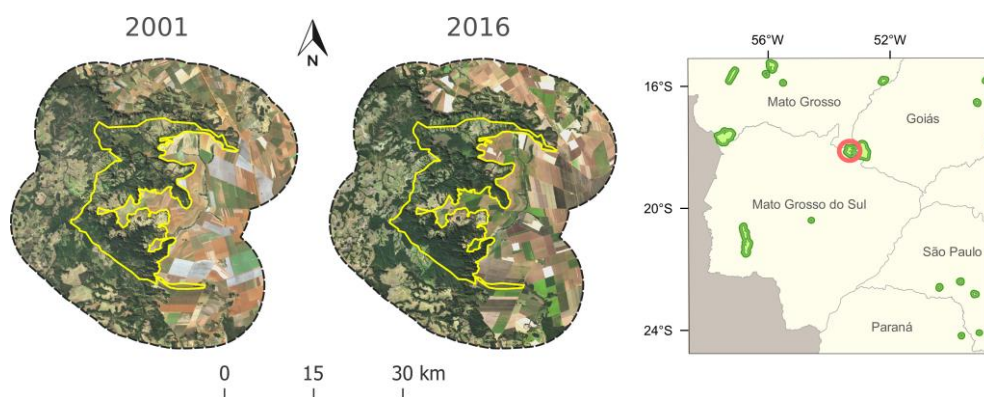 2001
2016
N
0 15 30 km
56°W 52°W
16°S
20°S
24°S
Mato Grosso
Goiás
Mato Grosso do Sul
São Paulo
Paraná